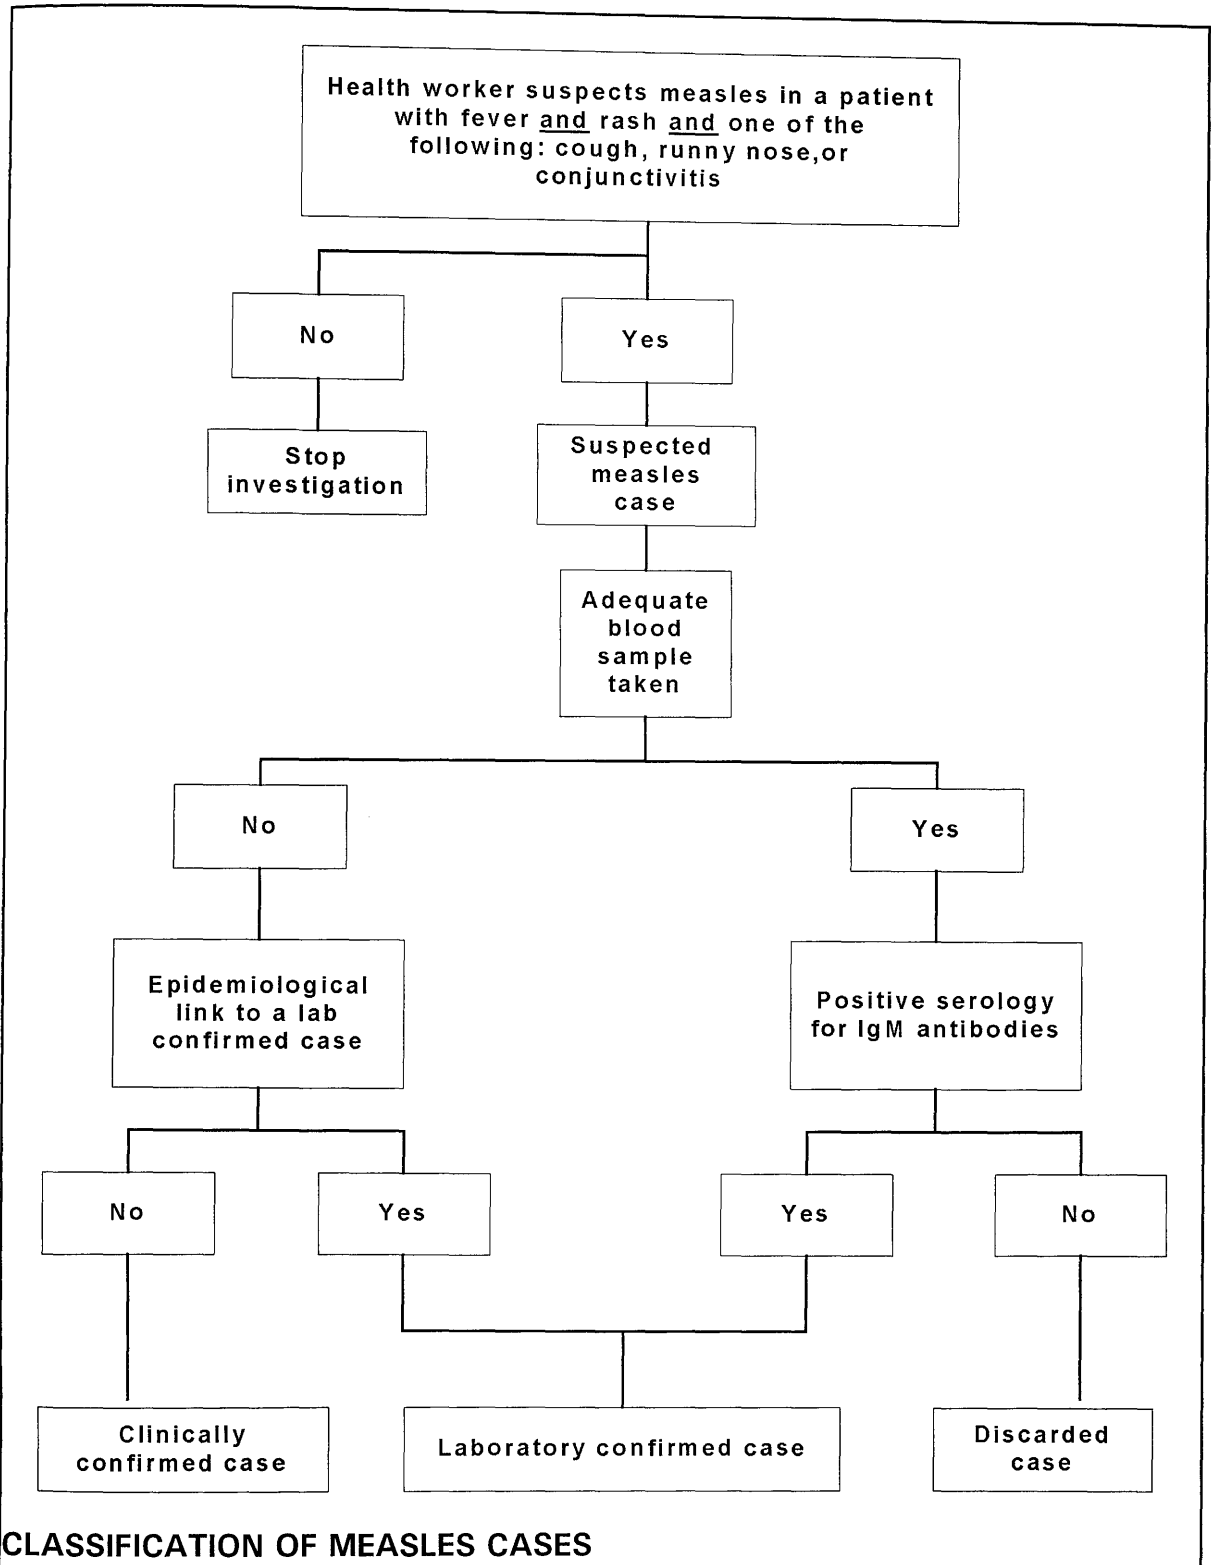 Health worker suspects measles in a patient
with fever and rash and one of the
following: cough, runny nose,or
conjunctivitis
No
Yes
Stop
investigation
Suspected
measles
case
Adequate
blood
sample
taken
No
Yes
Epidemiological
link to a lab
confirmed case
Positive serology
for IgM antibodies
No
Yes
Yes
No
Clinically
confirmed case
Laboratory confirmed case
Discarded
case
CLASSIFICATION OF MEASLES CASES